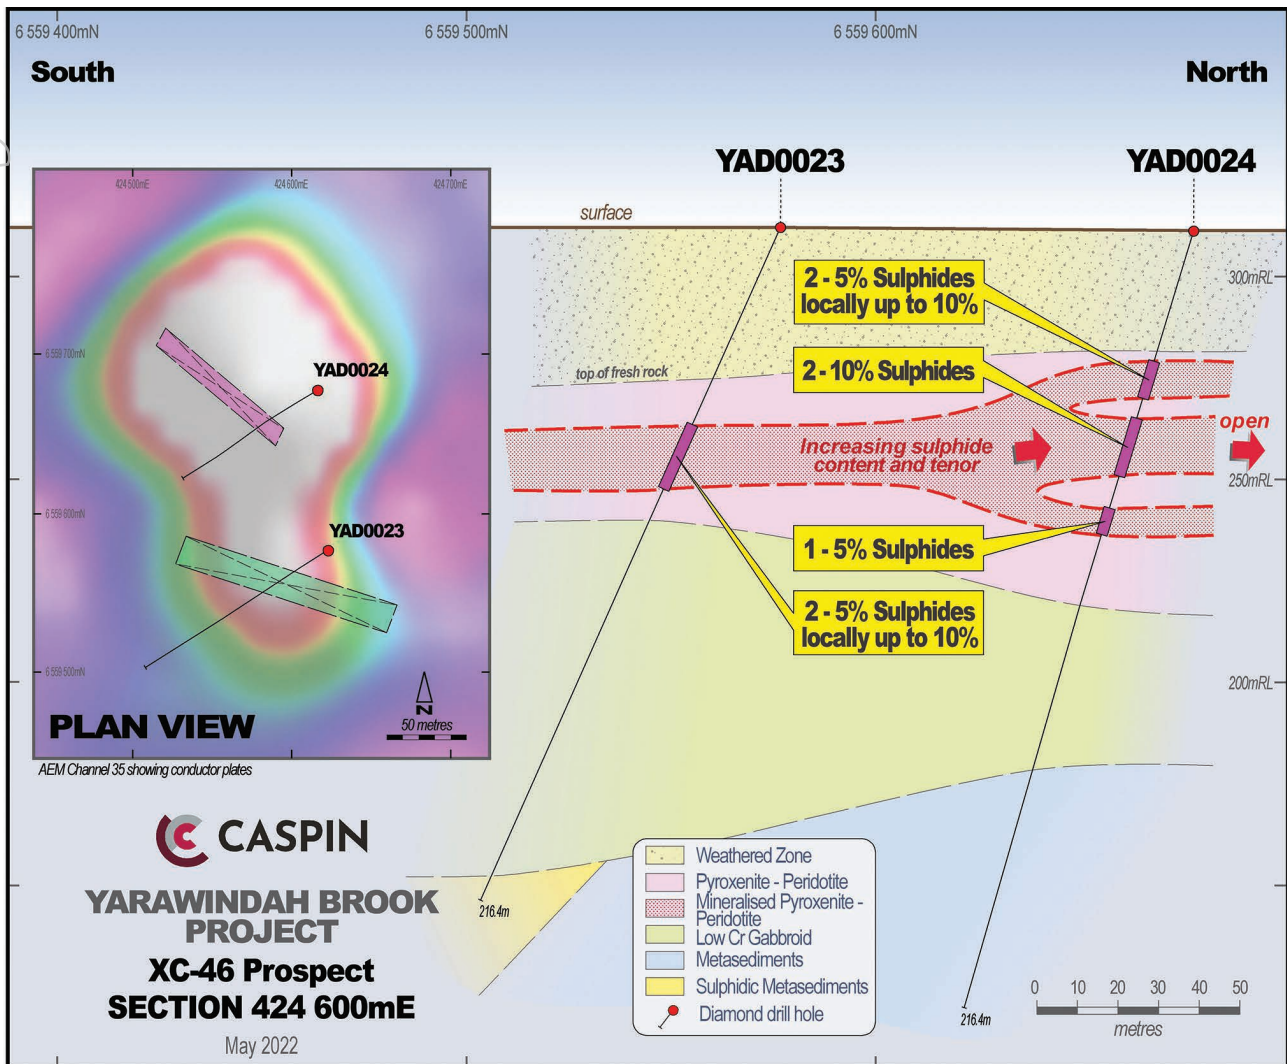 6 559 400mN
6 559 500mN
6 559 600mN
South
North
YAD0023
YAD0024
surface
300mRL
250mRL
200mRL
424 500mE
424 600mE
424 700mE
6 559 700mN
6 559 600mN
6 559 500mN
YAD0024
YAD0023
N
50 metres
PLAN VIEW
AEM Channel 35 showing conductor plates
top of fresh rock
2 - 5% Sulphides
locally up to 10%
2 - 10% Sulphides
Increasing sulphide
content and tenor
open
1 - 5% Sulphides
2 - 5% Sulphides
locally up to 10%
216.4m
216.4m
CASPIN
YARAWINDAH BROOK
PROJECT
XC-46 Prospect
SECTION 424 600mE
May 2022
Weathered Zone
Pyroxenite - Peridotite
Mineralised Pyroxenite -
Peridotite
Low Cr Gabbroid
Metasediments
Sulphidic Metasediments
Diamond drill hole
0 10 20 30 40 50
metres